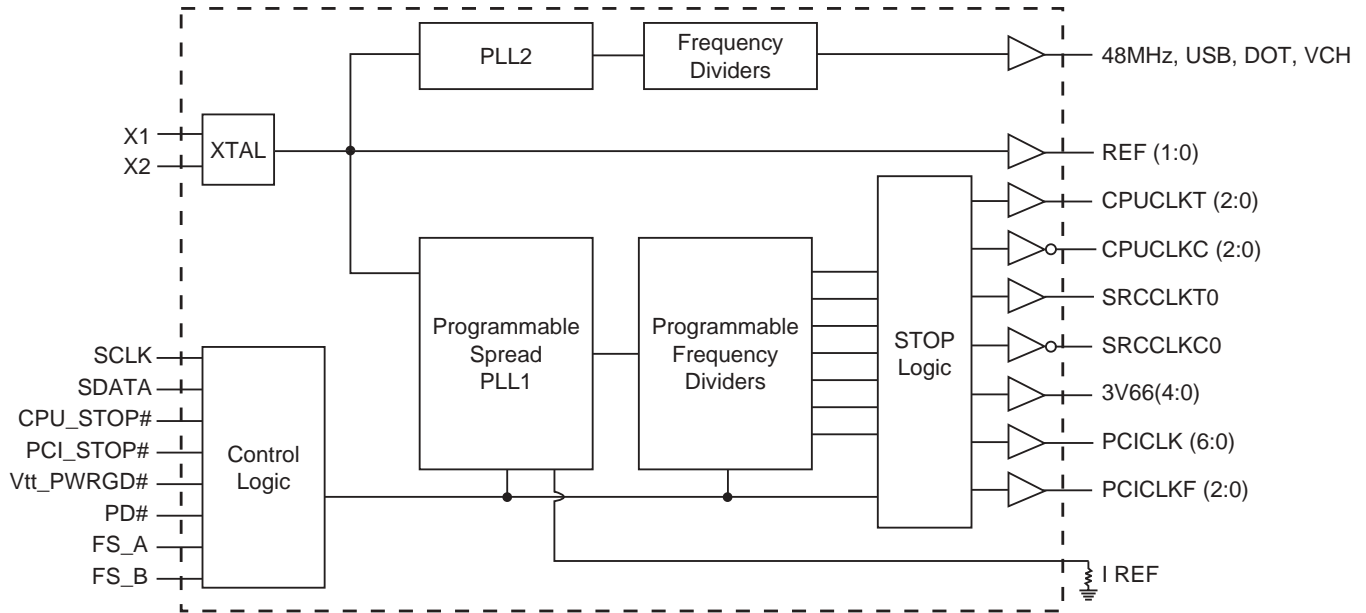 PLL2
Frequency
Dividers
48MHz, USB, DOT, VCH
X1
X2
XTAL
REF (1:0)
CPUCLKT (2:0)
CPUCLKC (2:0)
SRCCLKT0
SRCCLKC0
3V66(4:0)
PCICLK (6:0)
PCICLKF (2:0)
I REF
Programmable
Spread
PLL1
Programmable
Frequency
Dividers
STOP
Logic
SCLK
SDATA
CPU_STOP#
PCI_STOP#
Vtt_PWRGD#
PD#
FS_A
FS_B
Control
Logic